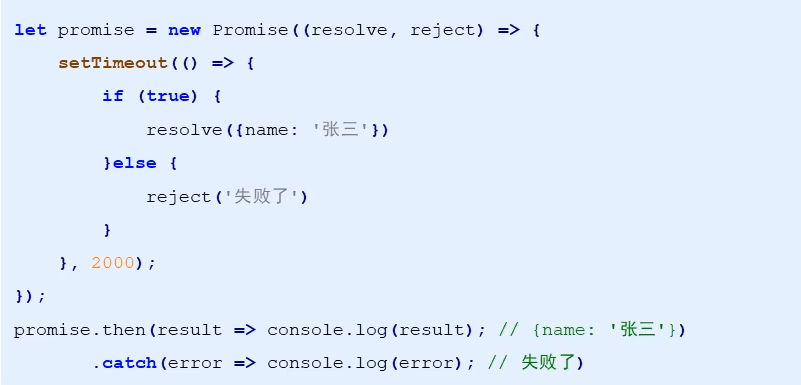 let promise = new Promise((resolve, reject) => {
    setTimeout(() => {
        if (true) {
            resolve({name: '张三'})
        }else {
            reject('失败了')
        }
    }, 2000);
});
promise.then(result => console.log(result); // {name: '张三'})
       .catch(error => console.log(error); // 失败了)